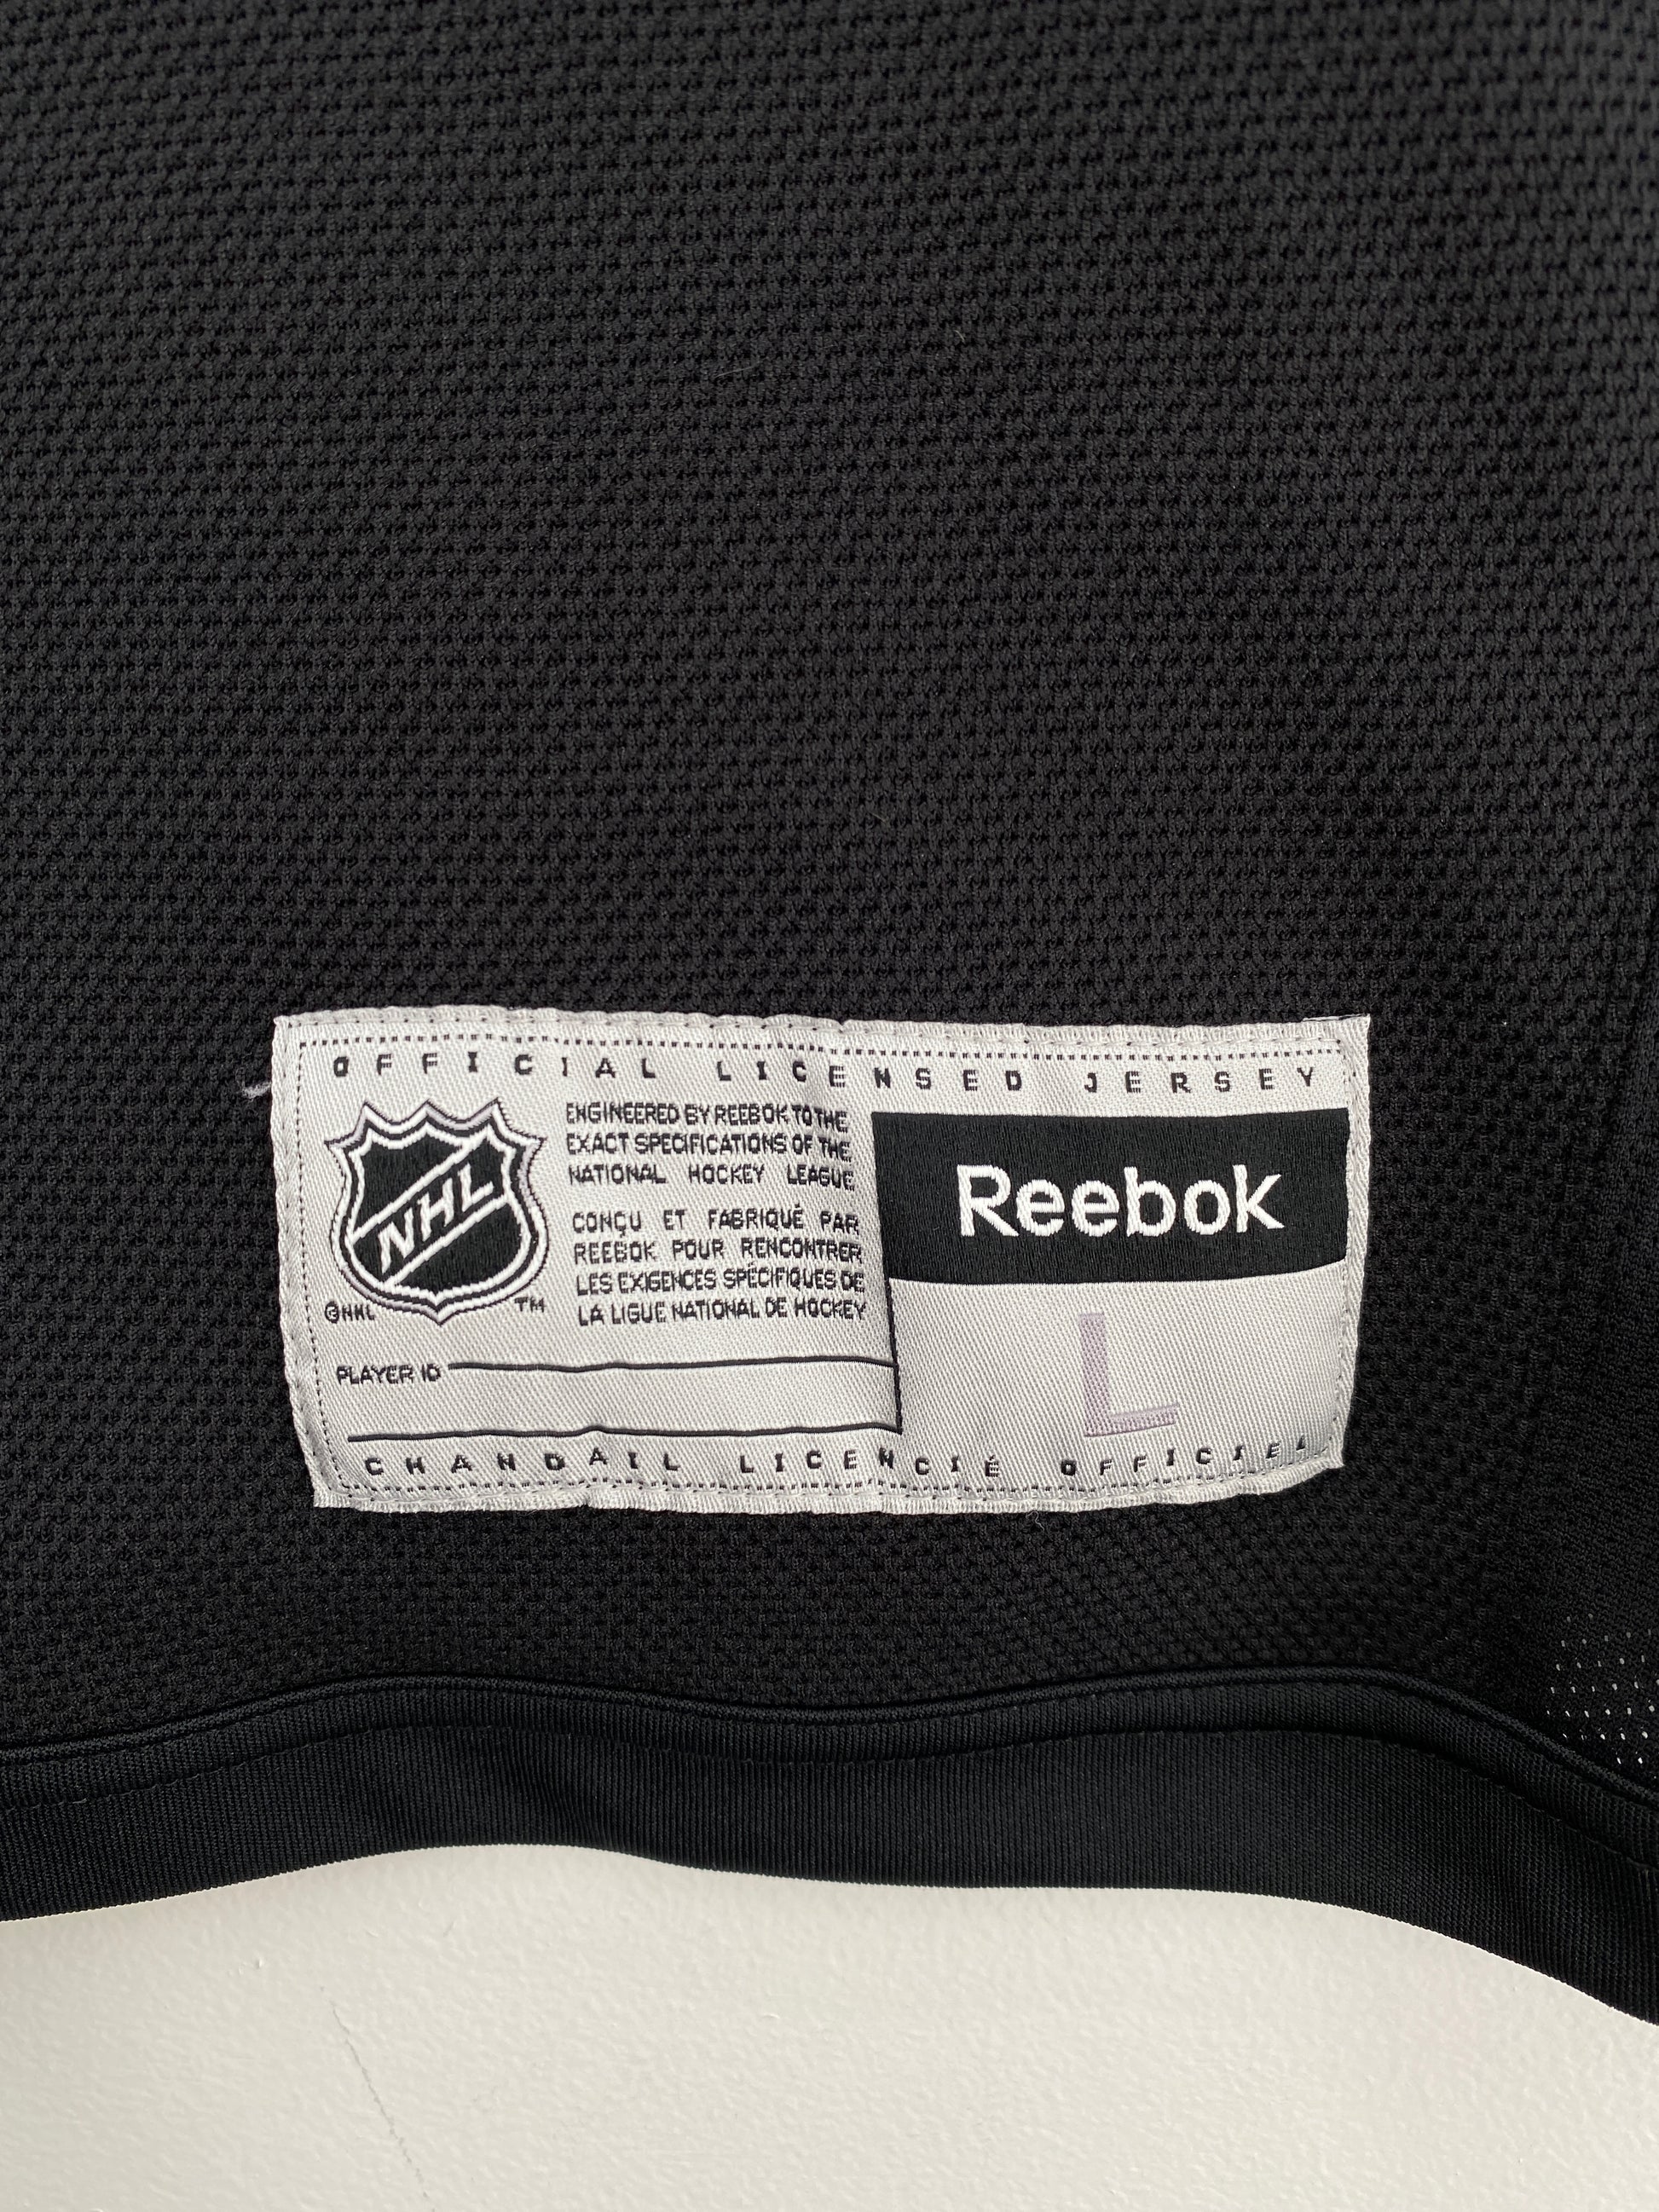 OFFICIAL LICENSED JERSEY
NHL
©NHL
TM
ENGINEERED BY REEBOK TO THE
EXACT SPECIFICATIONS OF THE
NATIONAL HOCKEY LEAGUE
CONÇU ET FABRIQUÉ PAR
REEBOK POUR RENCONTRER
LES EXIGENCES SPÉCIFIQUES DE
LA LIGUE NATIONAL DE HOCKEY
Reebok
L
PLAYER ID
CHANDAIL LICENCIÉ OFFICIEL